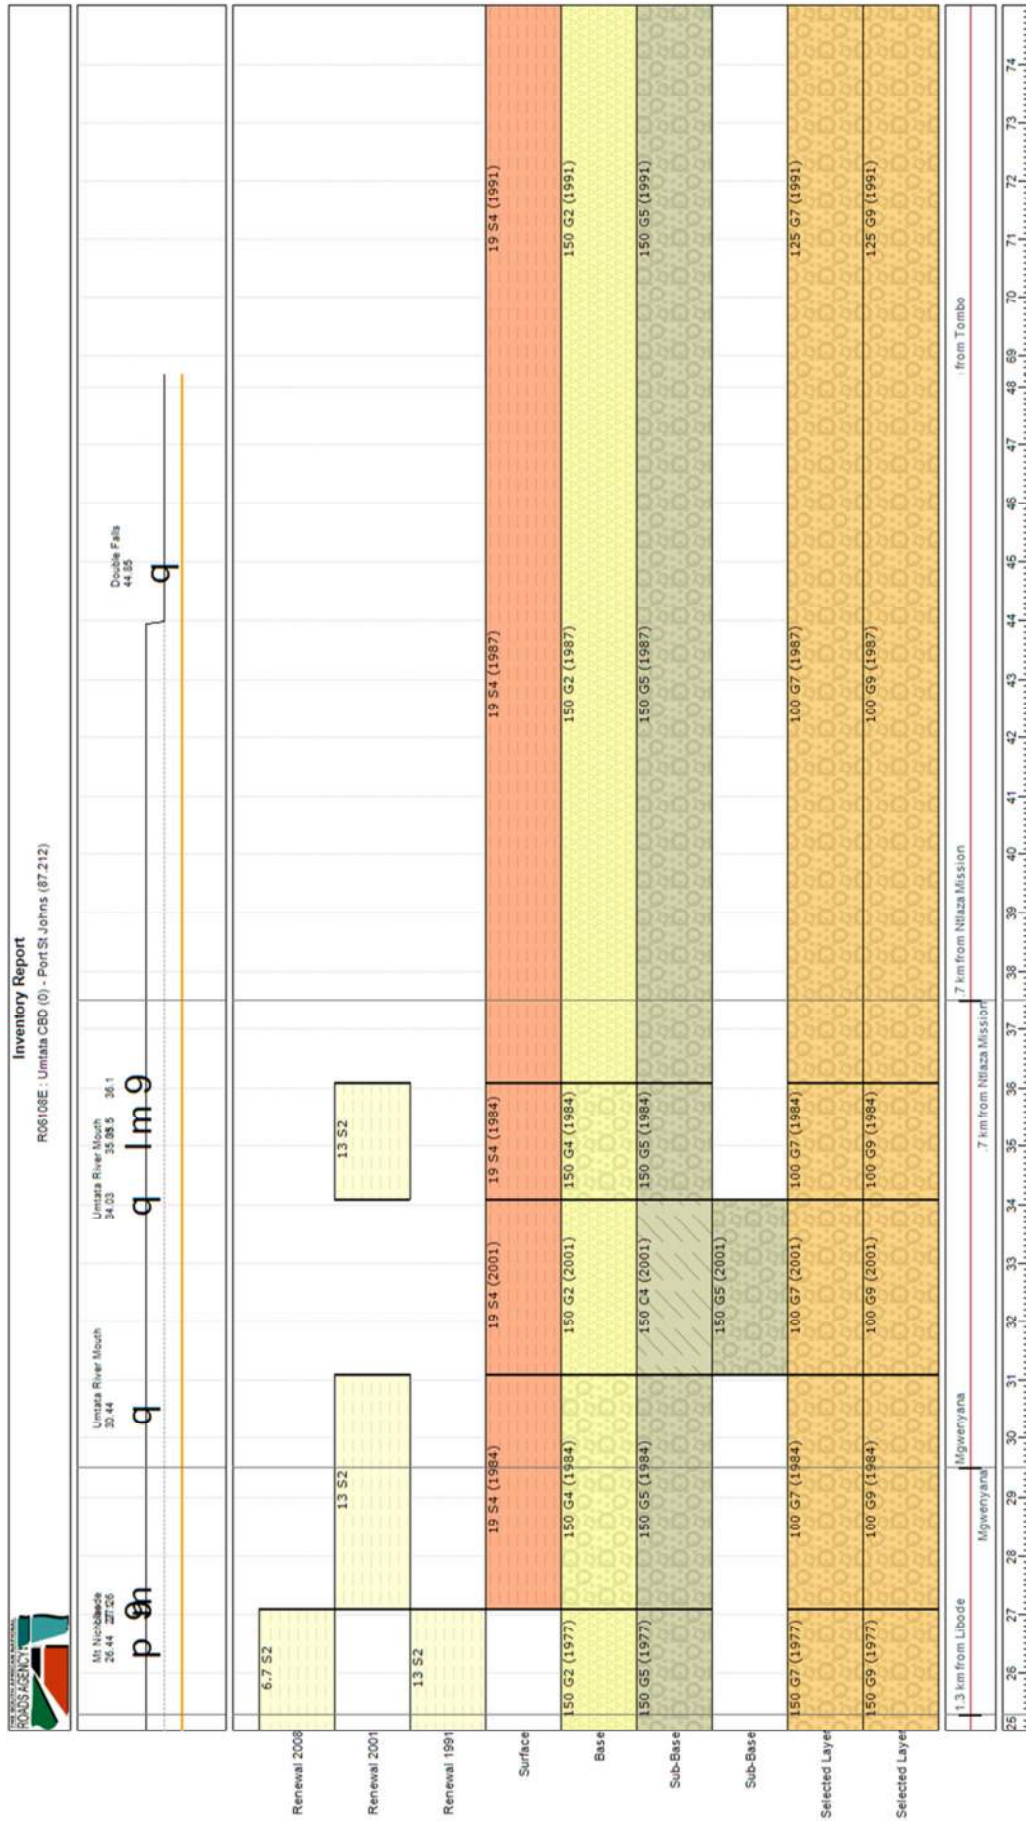 THE SOUTH AFRICAN NATIONAL
ROADS AGENCY
Inventory Report
R06108E : Umtata CBD (0) - Port St Johns (87.212)
26.44
Umtata River Mouth
30.44
Umtata River Mouth
34.03
36.1
Double Falls
44.85
p
q
q
l m 9
q
Renewal 2008
6.7 S2
Renewal 2001
13 S2
13 S2
Renewal 1991
13 S2
Surface
19 S4 (1984)
19 S4 (2001)
19 S4 (1984)
19 S4 (1987)
19 S4 (1991)
Base
150 G2 (1977)
150 G4 (1984)
150 G2 (2001)
150 G4 (1984)
150 G2 (1987)
150 G2 (1991)
Sub-Base
150 G5 (1977)
150 G5 (1984)
150 C4 (2001)
150 G5 (1984)
150 G5 (1987)
150 G5 (1991)
Sub-Base
150 G5 (2001)
Selected Layer
150 G7 (1977)
100 G7 (1984)
100 G7 (2001)
100 G7 (1984)
100 G7 (1987)
125 G7 (1991)
Selected Layer
150 G9 (1977)
100 G9 (1984)
100 G9 (2001)
100 G9 (1984)
100 G9 (1987)
125 G9 (1991)
1.3 km from Libode
Mgwenyana
.7 km from Ntlaza Mission
from Tombo
Mgwenyana
.7 km from Ntlaza Mission
25 26 27 28 29 30 31 32 33 34 35 36 37 38 39 40 41 42 43 44 45 46 47 48 69 70 71 72 73 74